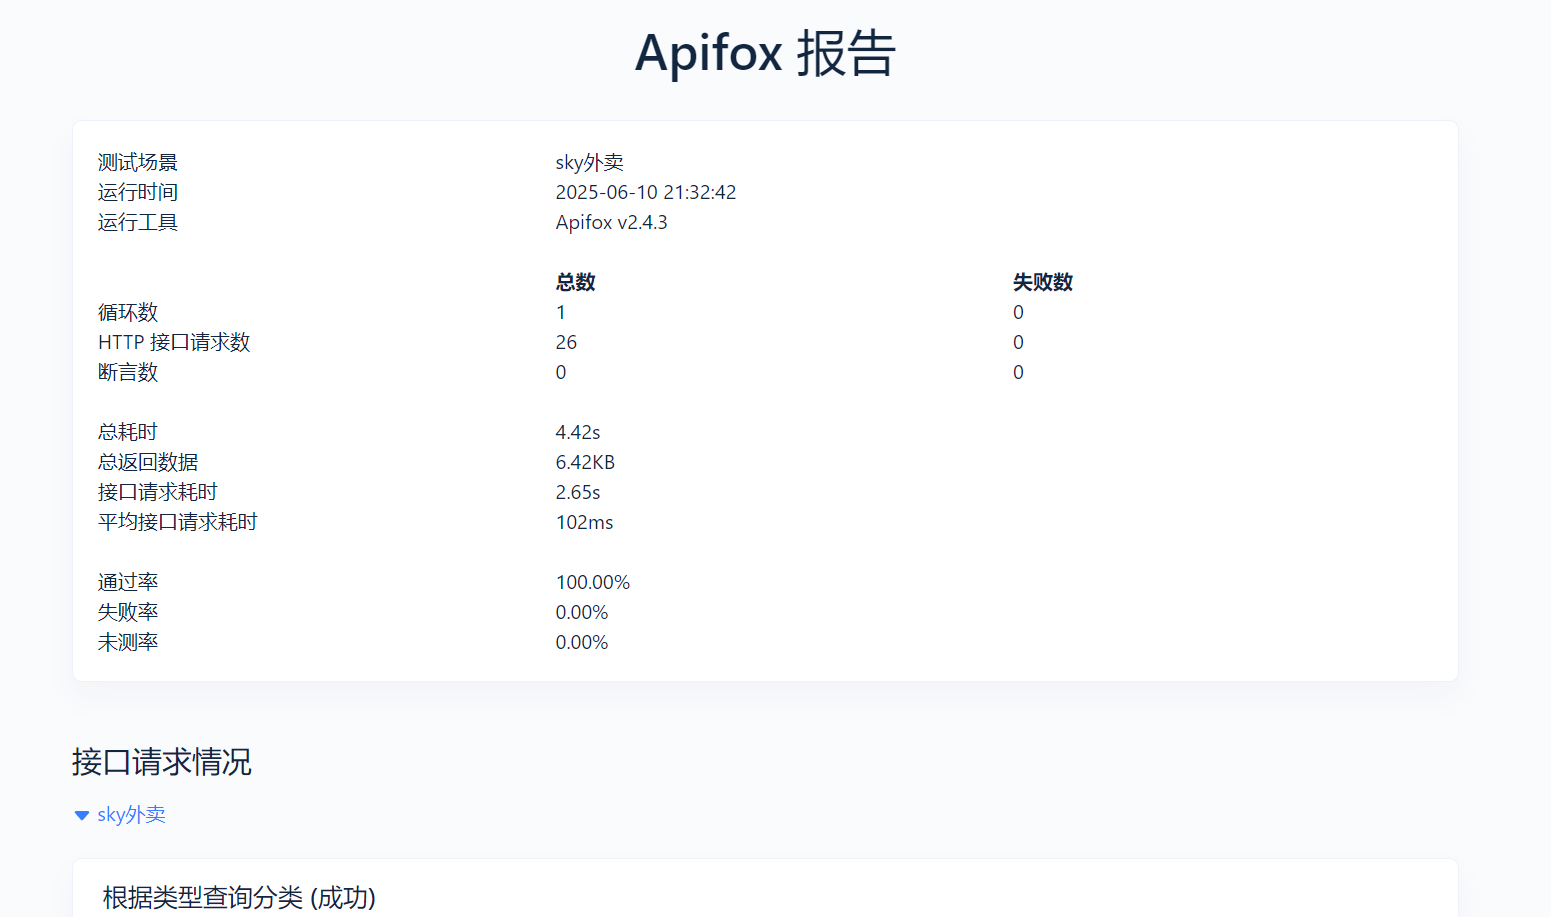 Apifox 报告
测试场景 sky外卖
运行时间 2025-06-10 21:32:42
运行工具 Apifox v2.4.3
总数 失败数
循环数 1 0
HTTP 接口请求数 26 0
断言数 0 0
总耗时 4.42s
总返回数据 6.42KB
接口请求耗时 2.65s
平均接口请求耗时 102ms
通过率 100.00%
失败率 0.00%
未测率 0.00%
接口请求情况
sky外卖
根据类型查询分类 (成功)